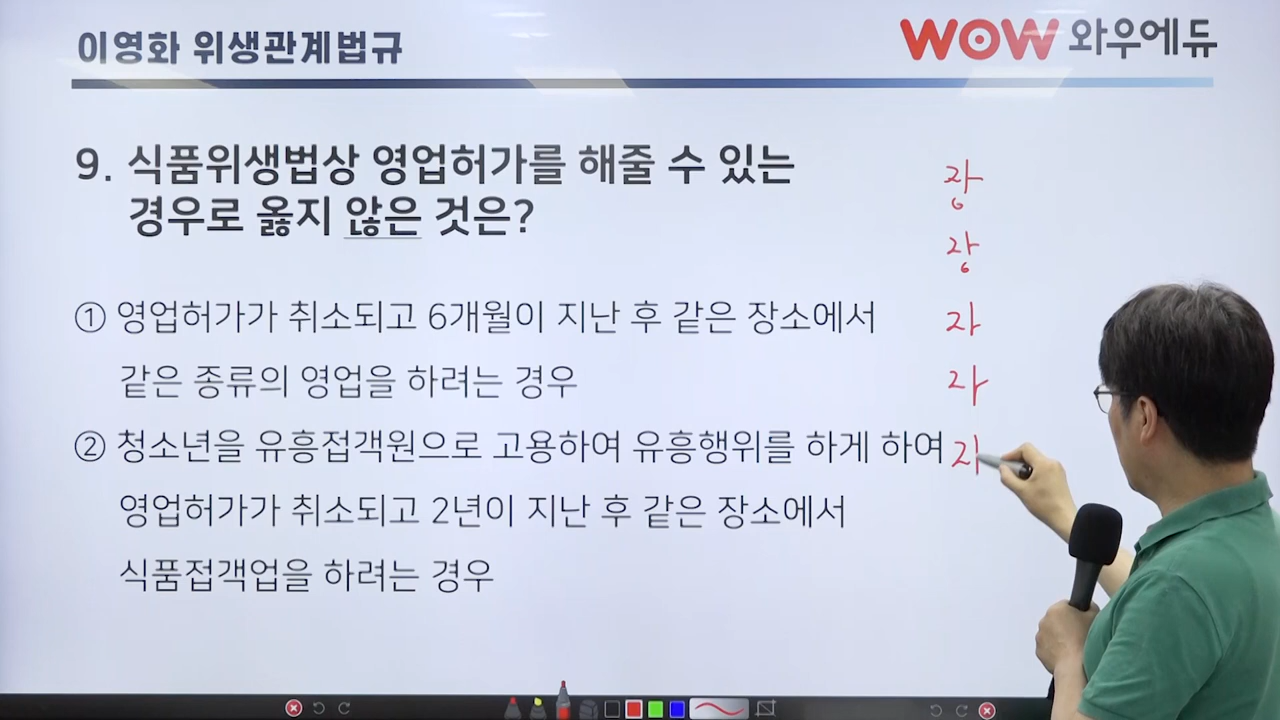 이영화 위생관계법규
WOW 와우에듀
9. 식품위생법상 영업허가를 해줄 수 있는
경우로 옳지 않은 것은?
장
장
① 영업허가가 취소되고 6개월이 지난 후 같은 장소에서
자
같은 종류의 영업을 하려는 경우
자
② 청소년을 유흥접객원으로 고용하여 유흥행위를 하게 하여
자
영업허가가 취소되고 2년이 지난 후 같은 장소에서
식품접객업을 하려는 경우